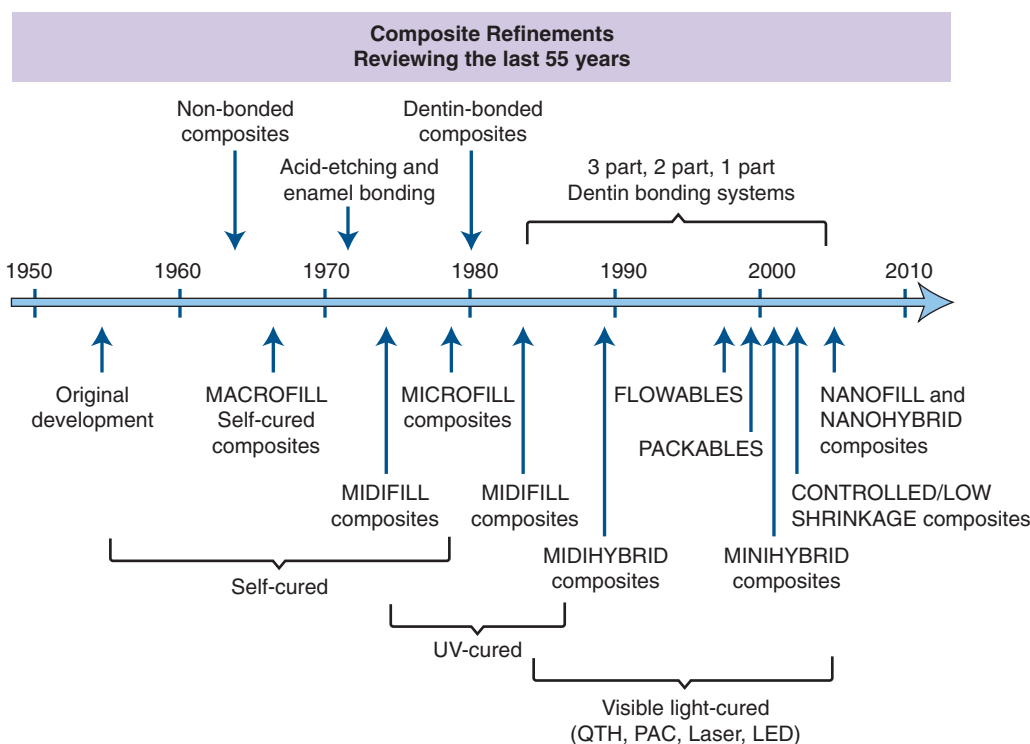 Composite Refinements
Reviewing the last 55 years
Non-bonded
composites
Dentin-bonded
composites
Acid-etching and
enamel bonding
3 part, 2 part, 1 part
Dentin bonding systems
1950
1960
1970
1980
1990
2000
2010
Original
development
MACROFILL
Self-cured
composites
MICROFILL
composites
FLOWABLES
NANOFILL and
NANOHYBRID
composites
PACKABLES
MIDIFILL
composites
MIDIFILL
composites
CONTROLLED/LOW
SHRINKAGE composites
MIDIHYBRID
composites
MINIHYBRID
composites
Self-cured
UV-cured
Visible light-cured
(QTH, PAC, Laser, LED)